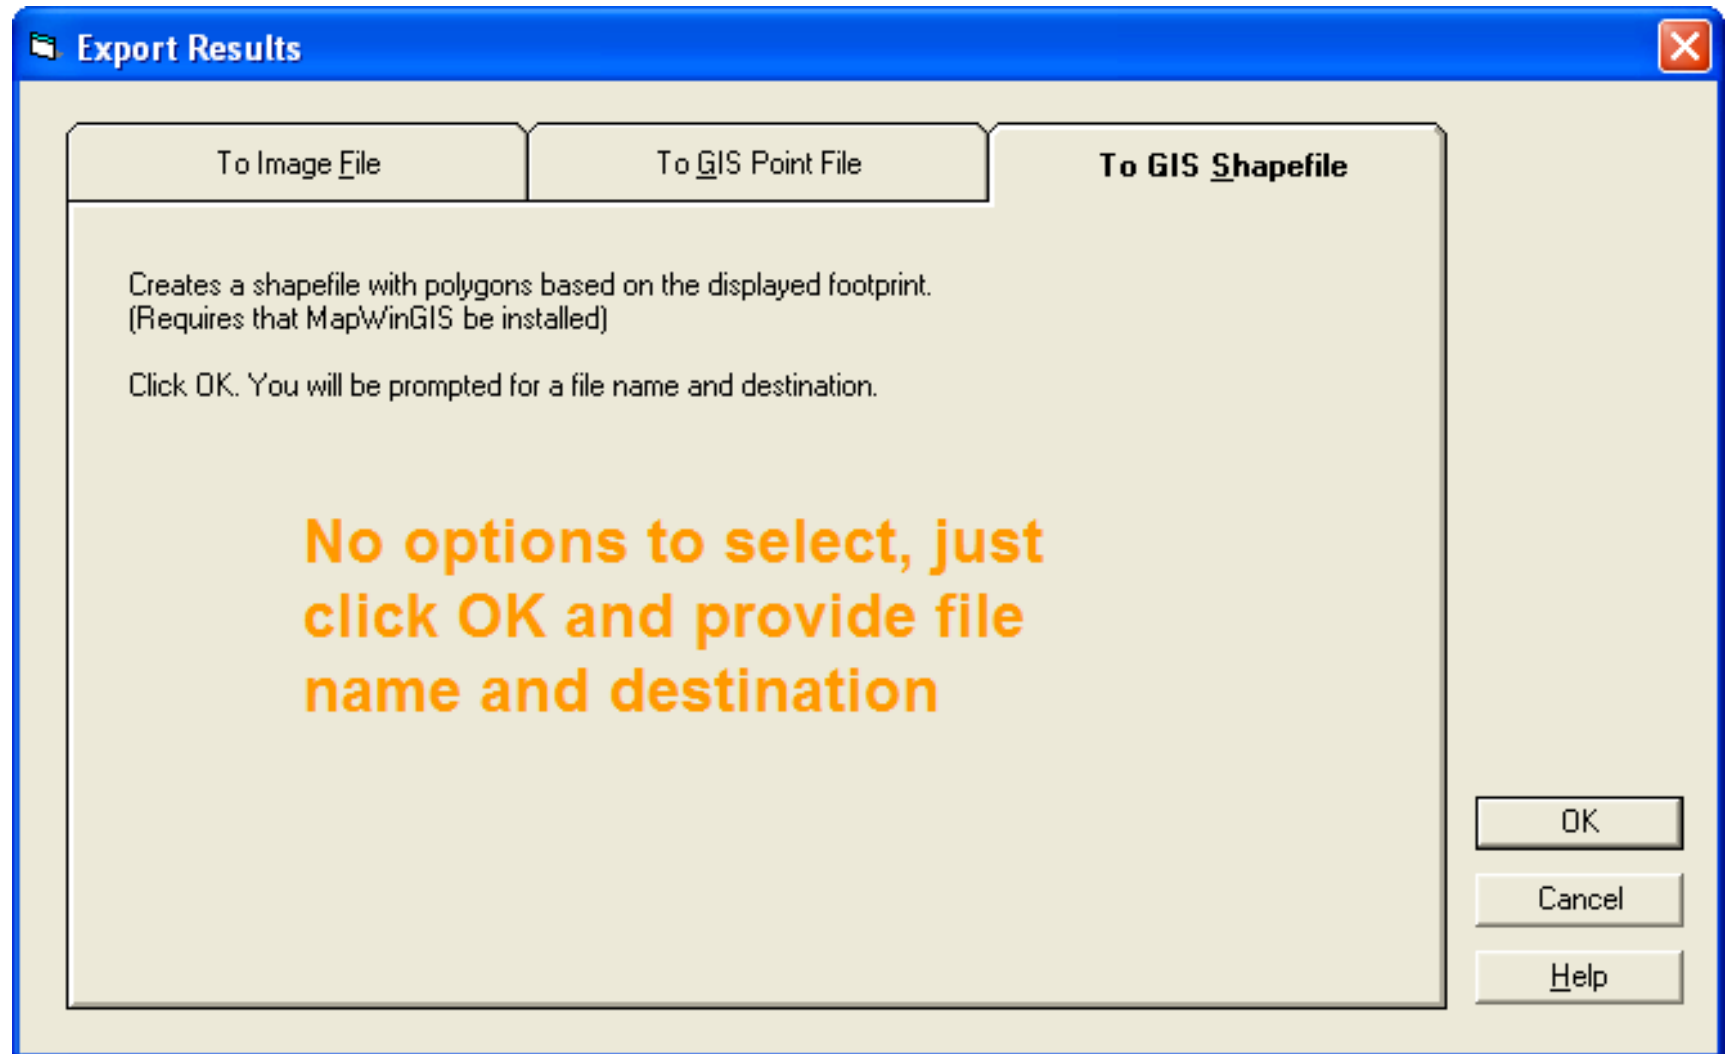 Export Results
To Image File
To GIS Point File
To GIS Shapefile
Creates a shapefile with polygons based on the displayed footprint.
(Requires that MapWinGIS be installed)
Click OK. You will be prompted for a file name and destination.
No options to select, just
click OK and provide file
name and destination
OK
Cancel
Help